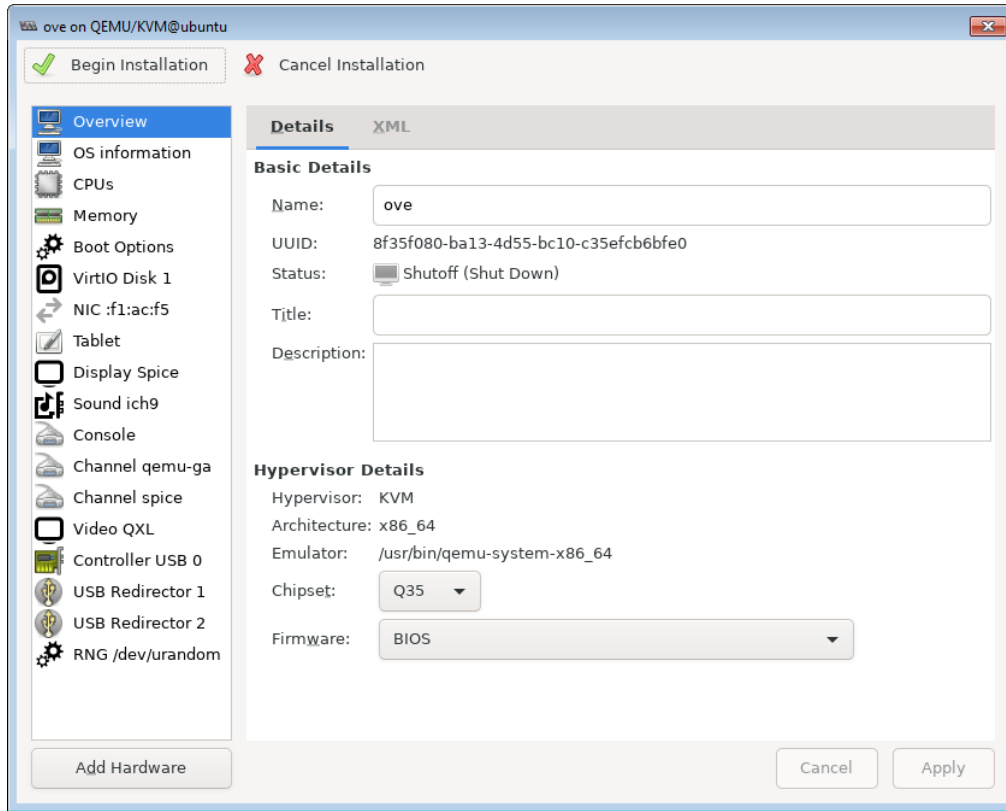 ove on QEMU/KVM@ubuntu
Begin Installation
Cancel Installation
Overview
OS information
CPUs
Memory
Boot Options
VirtIO Disk 1
NIC :f1:ac:f5
Tablet
Display Spice
Sound ich9
Console
Channel qemu-ga
Channel spice
Video QXL
Controller USB 0
USB Redirector 1
USB Redirector 2
RNG /dev/urandom
Add Hardware
Details XML
Basic Details
Name: ove
UUID: 8f35f080-ba13-4d55-bc10-c35efcb6bfe0
Status: Shutoff (Shut Down)
Title:
Description:
Hypervisor Details
Hypervisor: KVM
Architecture: x86_64
Emulator: /usr/bin/qemu-system-x86_64
Chipset: Q35
Firmware: BIOS
Cancel
Apply